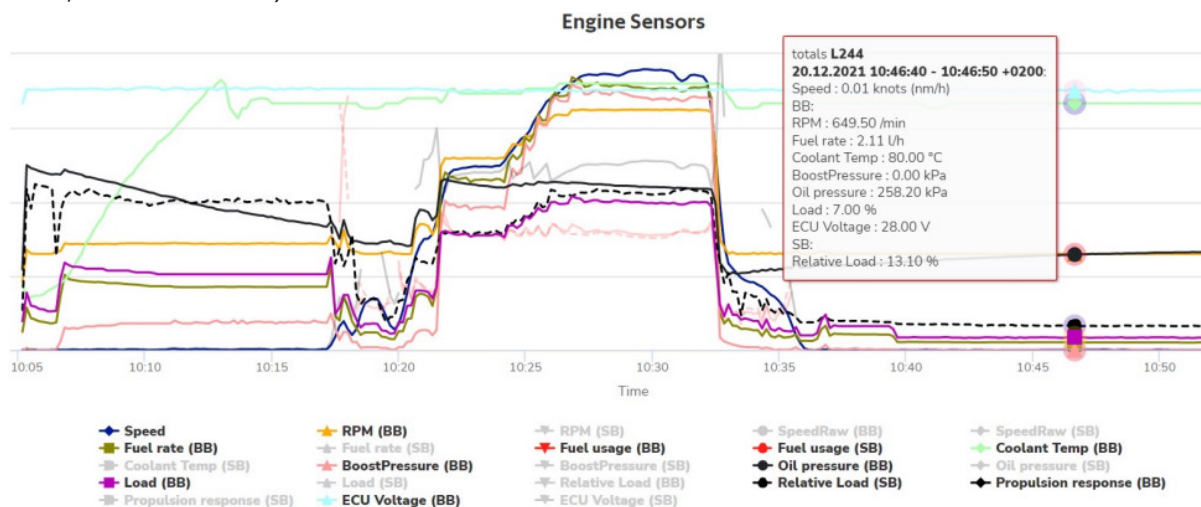 Engine Sensors
totals L244
20.12.2021 10:46:40 - 10:46:50 +0200:
Speed : 0.01 knots (nm/h)
BB:
RPM : 649.50 /min
Fuel rate : 2.11 l/h
Coolant Temp : 80.00 °C
BoostPressure : 0.00 kPa
Oil pressure : 258.20 kPa
Load : 7.00 %
ECU Voltage : 28.00 V
SB:
Relative Load : 13.10 %
10:05 10:10 10:15 10:20 10:25 10:30 10:35 10:40 10:45 10:50
Time
Speed RPM (BB) RPM (SB) SpeedRaw (BB) SpeedRaw (SB)
Fuel rate (BB) Fuel rate (SB) Fuel usage (BB) Fuel usage (SB) Coolant Temp (BB)
Coolant Temp (SB) BoostPressure (BB) BoostPressure (SB) Oil pressure (BB) Oil pressure (SB)
Load (BB) Load (SB) Relative Load (BB) Relative Load (SB) Propulsion response (BB)
Propulsion response (SB) ECU Voltage (BB) ECU Voltage (SB)